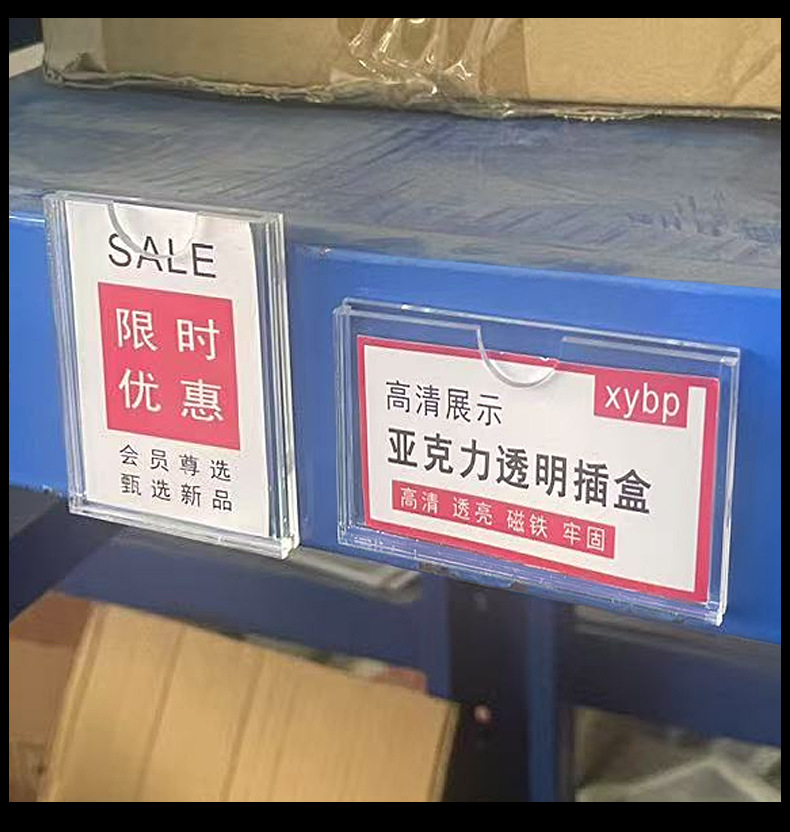 SALE
限时
优惠
会员尊选
甄选新品
xybp
高清展示
亚克力透明插盒
高清 透亮 磁铁 牢固